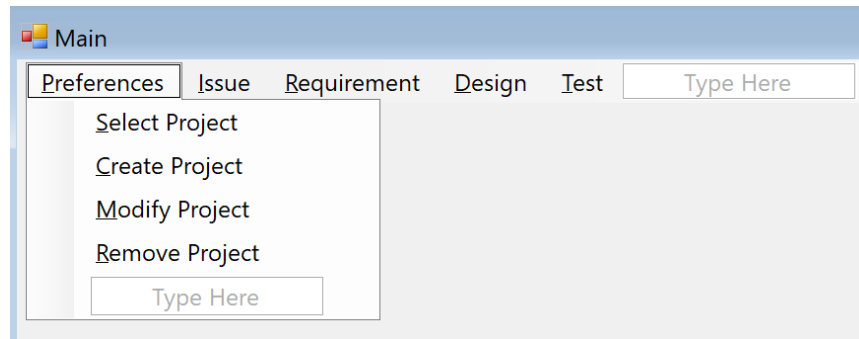 Main
Preferences Issue Requirement Design Test Type Here
Select Project
Create Project
Modify Project
Remove Project
Type Here